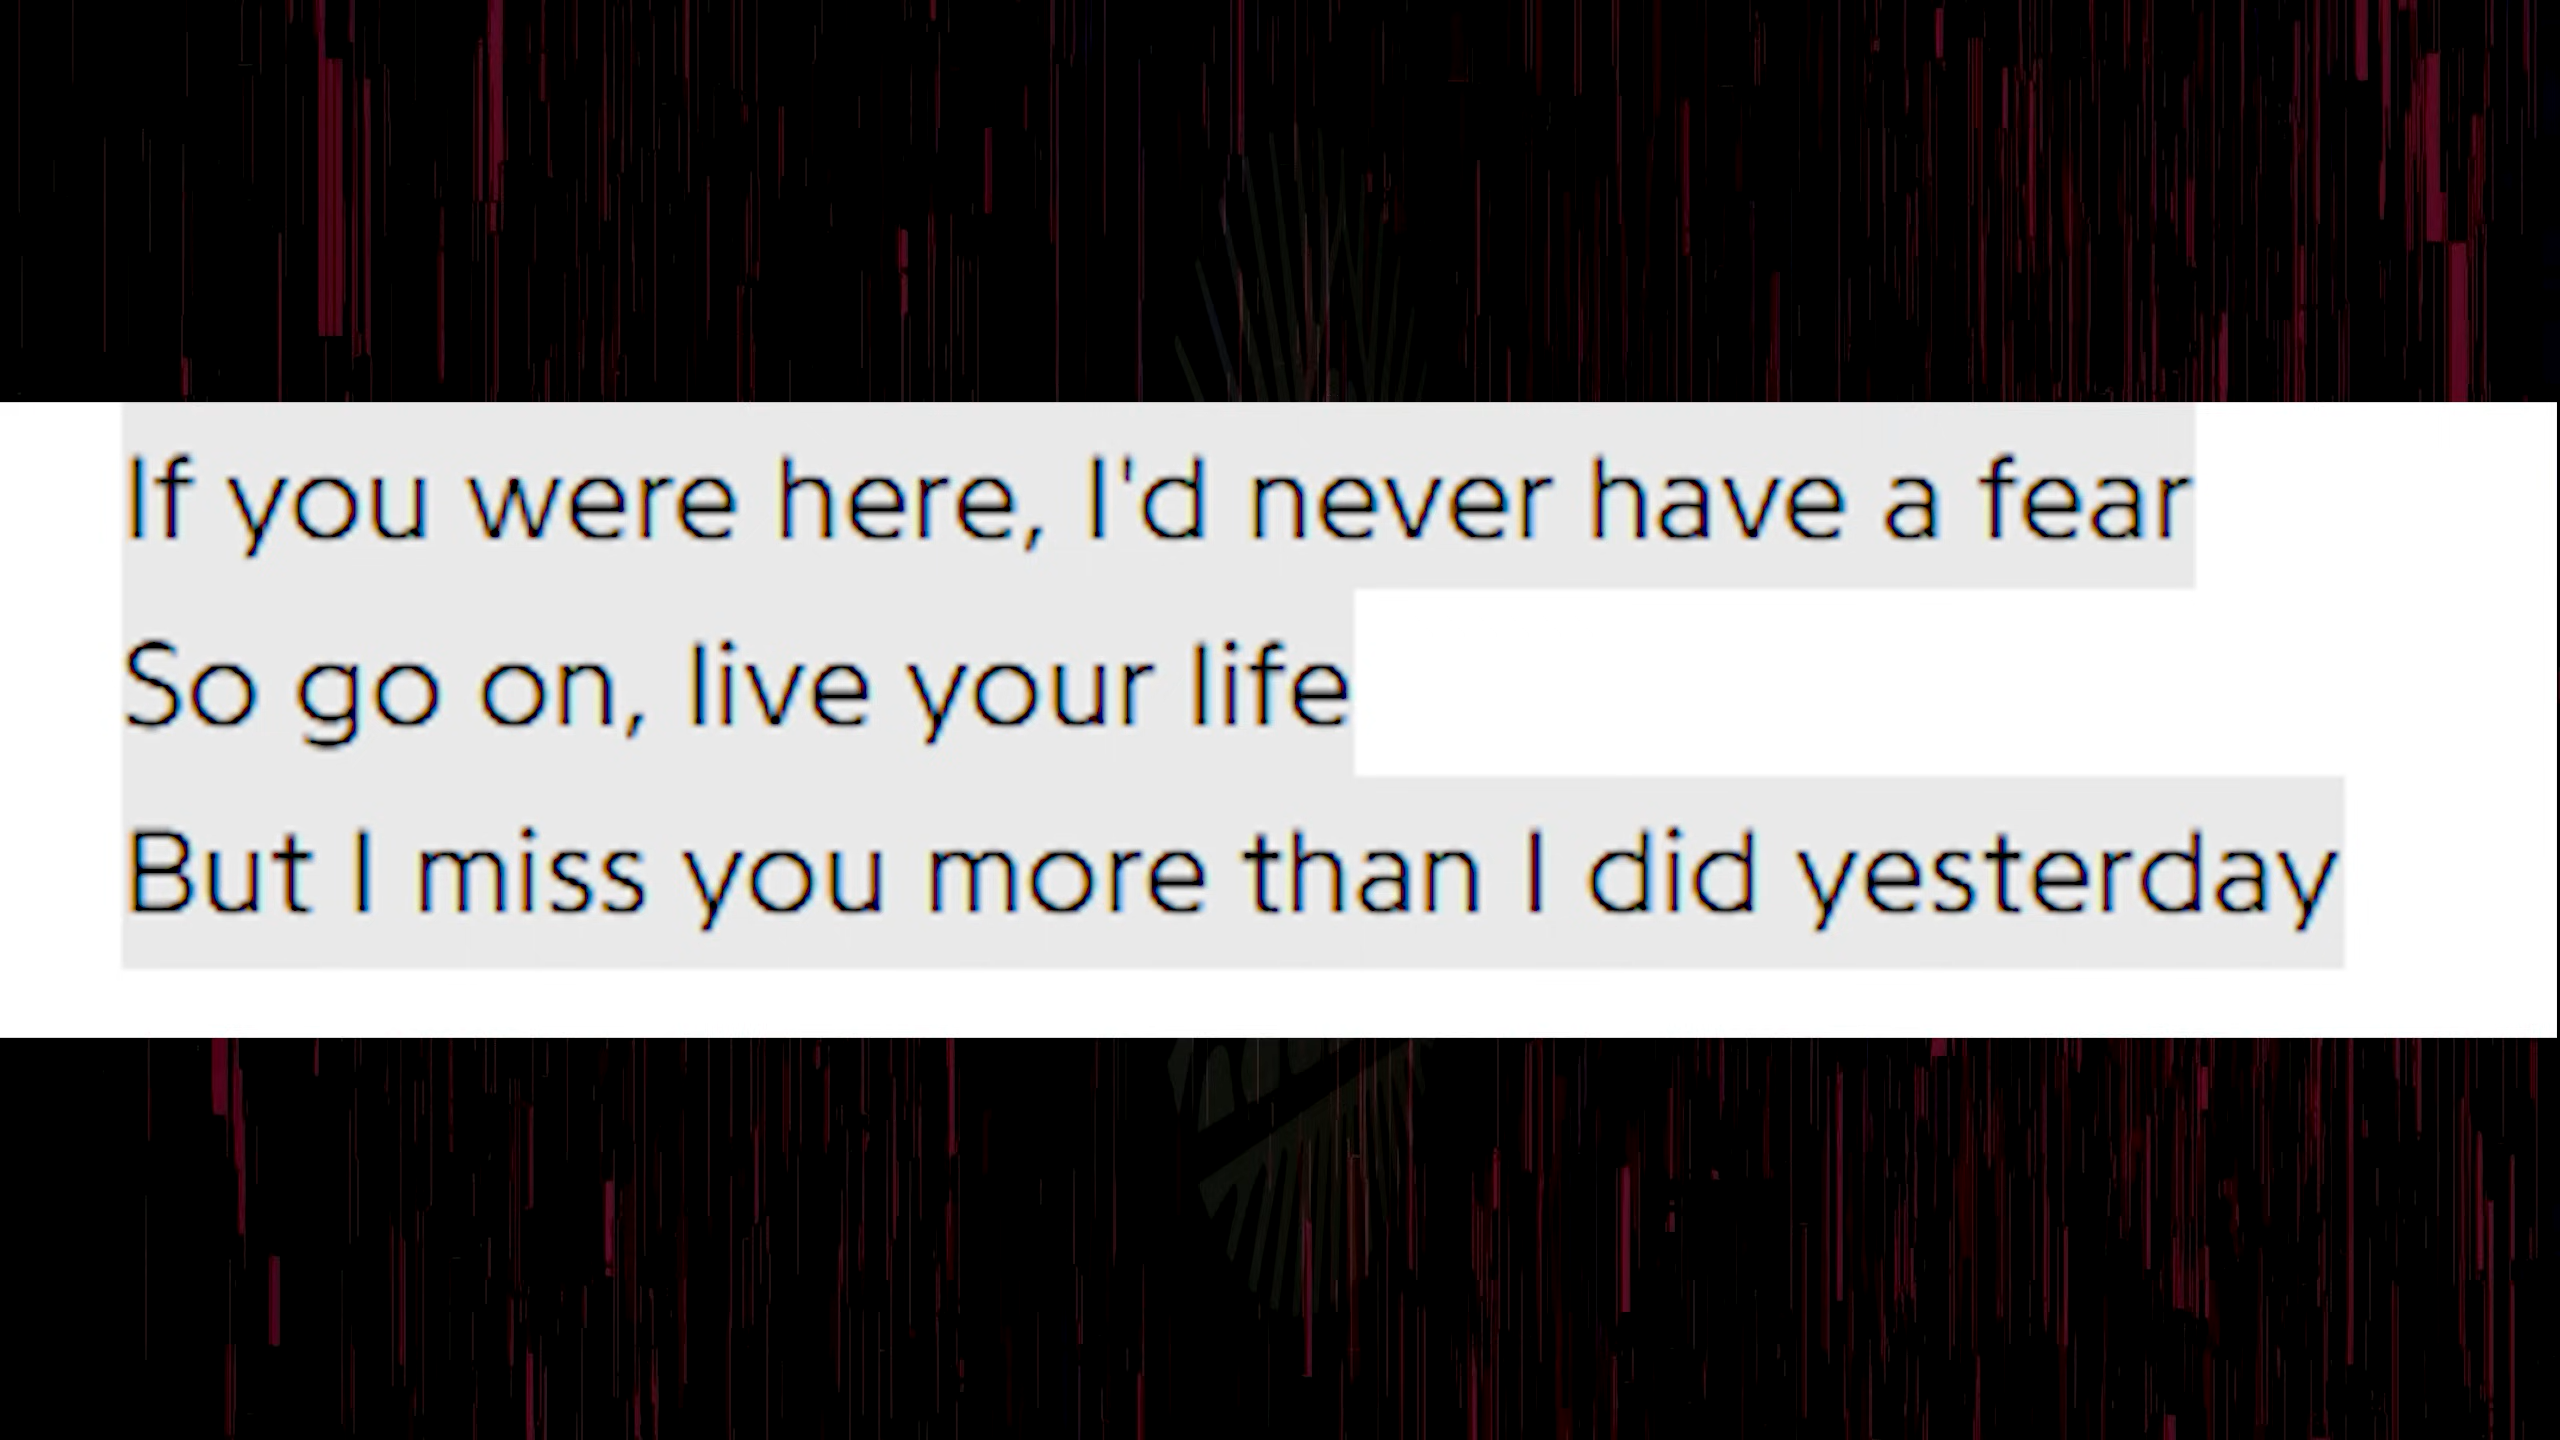 If you were here, I'd never have a fear
So go on, live your life
But I miss you more than I did yesterday